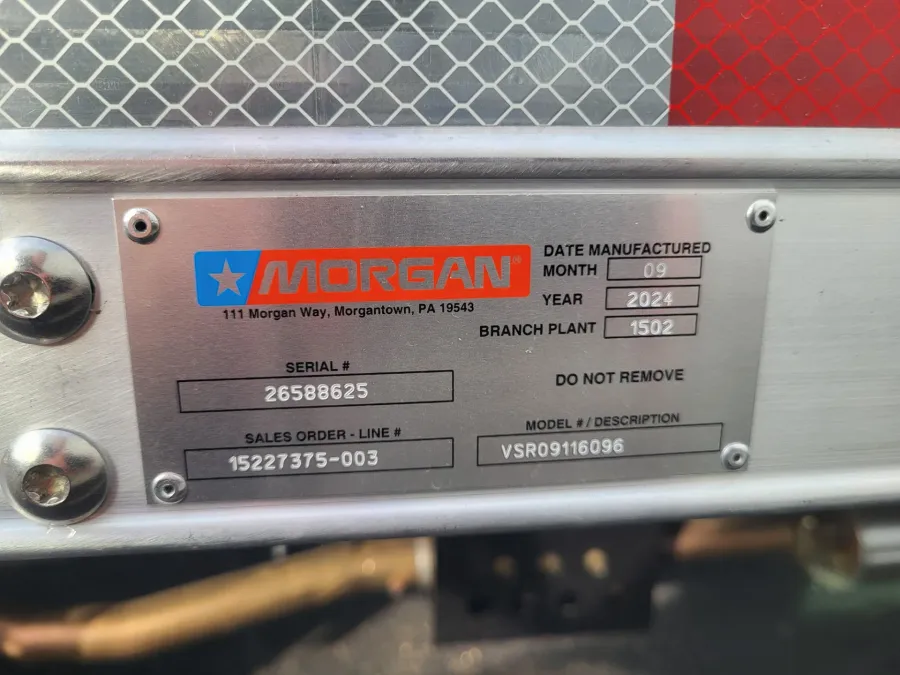 MORGAN®
111 Morgan Way, Morgantown, PA 19543
DATE MANUFACTURED
MONTH 09
YEAR 2024
BRANCH PLANT 1502
SERIAL #
26588625
DO NOT REMOVE
SALES ORDER - LINE #
15227375-003
MODEL # / DESCRIPTION
VSR09116096